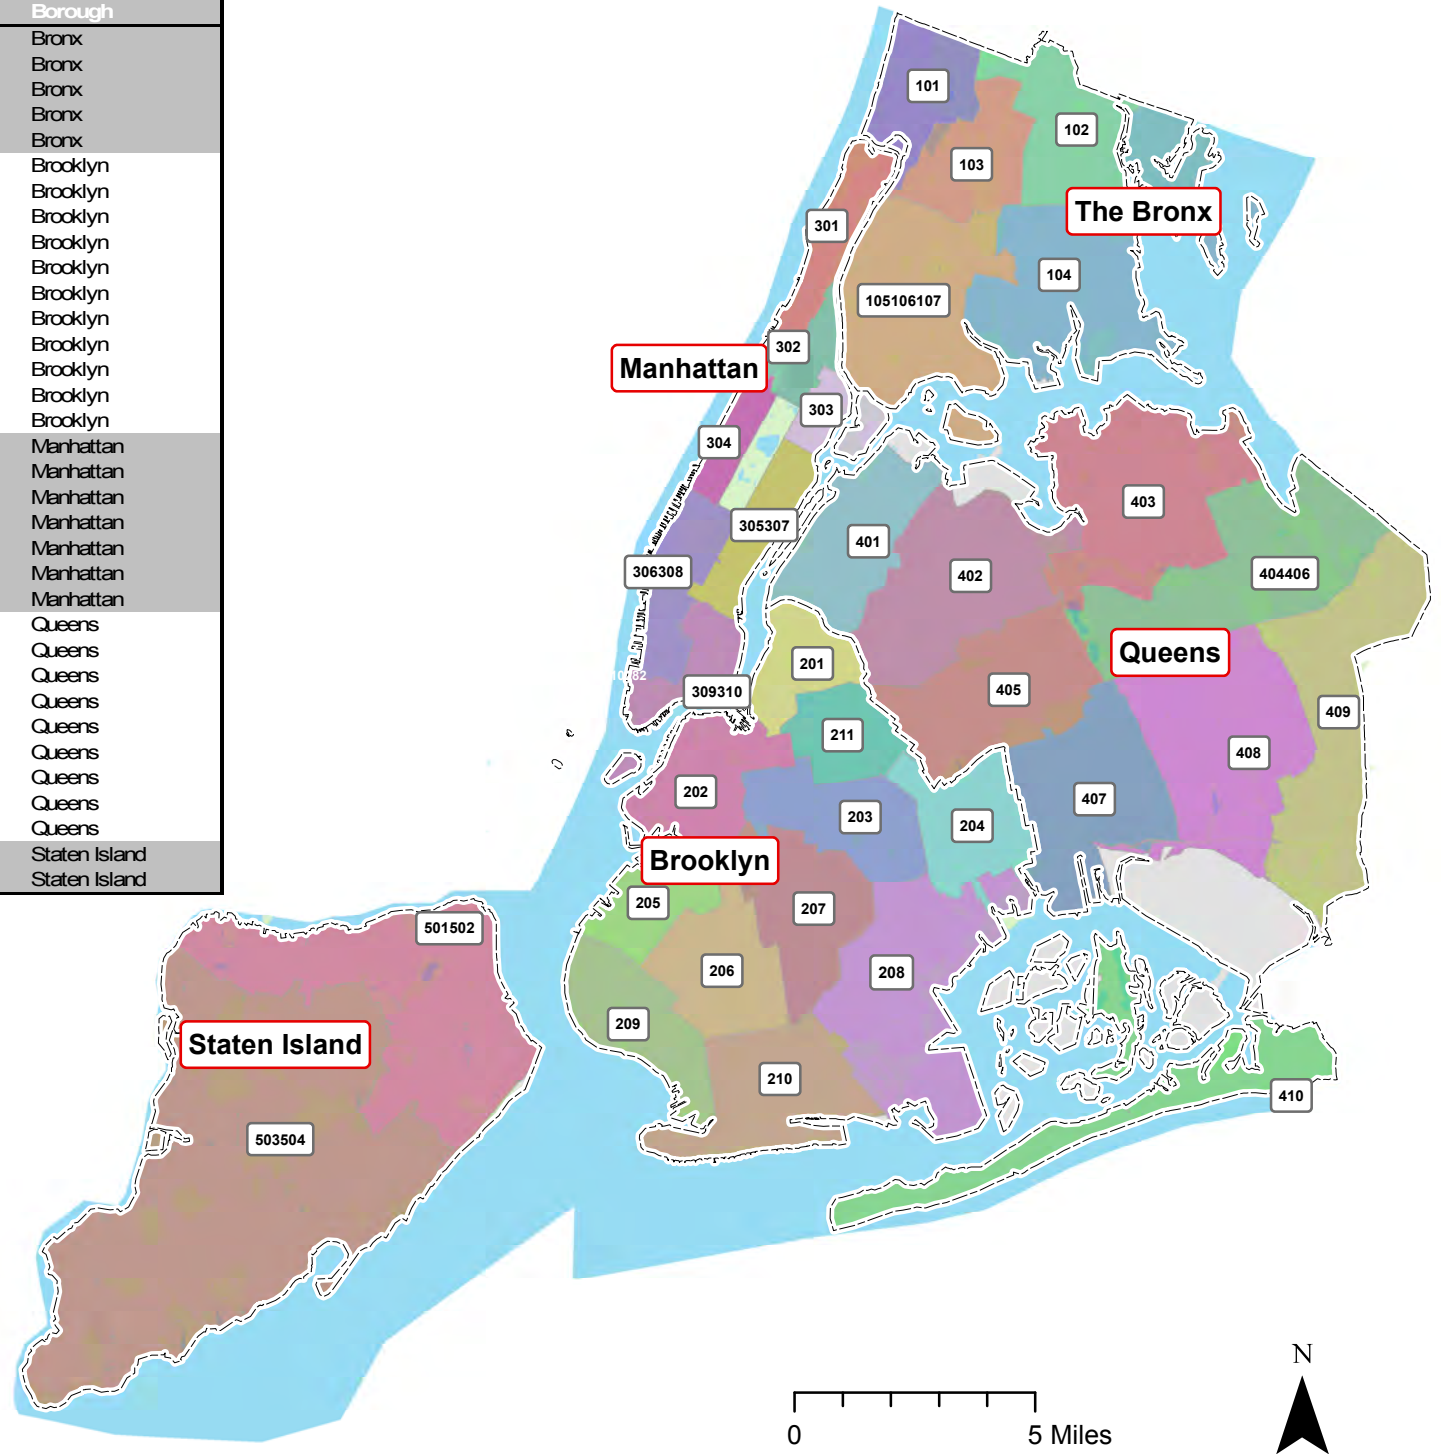 Borough
Bronx
Bronx
Bronx
Bronx
Bronx
Brooklyn
Brooklyn
Brooklyn
Brooklyn
Brooklyn
Brooklyn
Brooklyn
Brooklyn
Brooklyn
Brooklyn
Brooklyn
Manhattan
Manhattan
Manhattan
Manhattan
Manhattan
Manhattan
Manhattan
Queens
Queens
Queens
Queens
Queens
Queens
Queens
Queens
Queens
Staten Island
Staten Island
101
102
103
The Bronx
301
104
105106107
302
Manhattan
303
304
403
305307
401
306308
402
404406
Queens
201
405
309310
409
211
408
202
407
203
204
Brooklyn
205
207
501502
206
208
209
Staten Island
210
410
503504
N
0
5 Miles